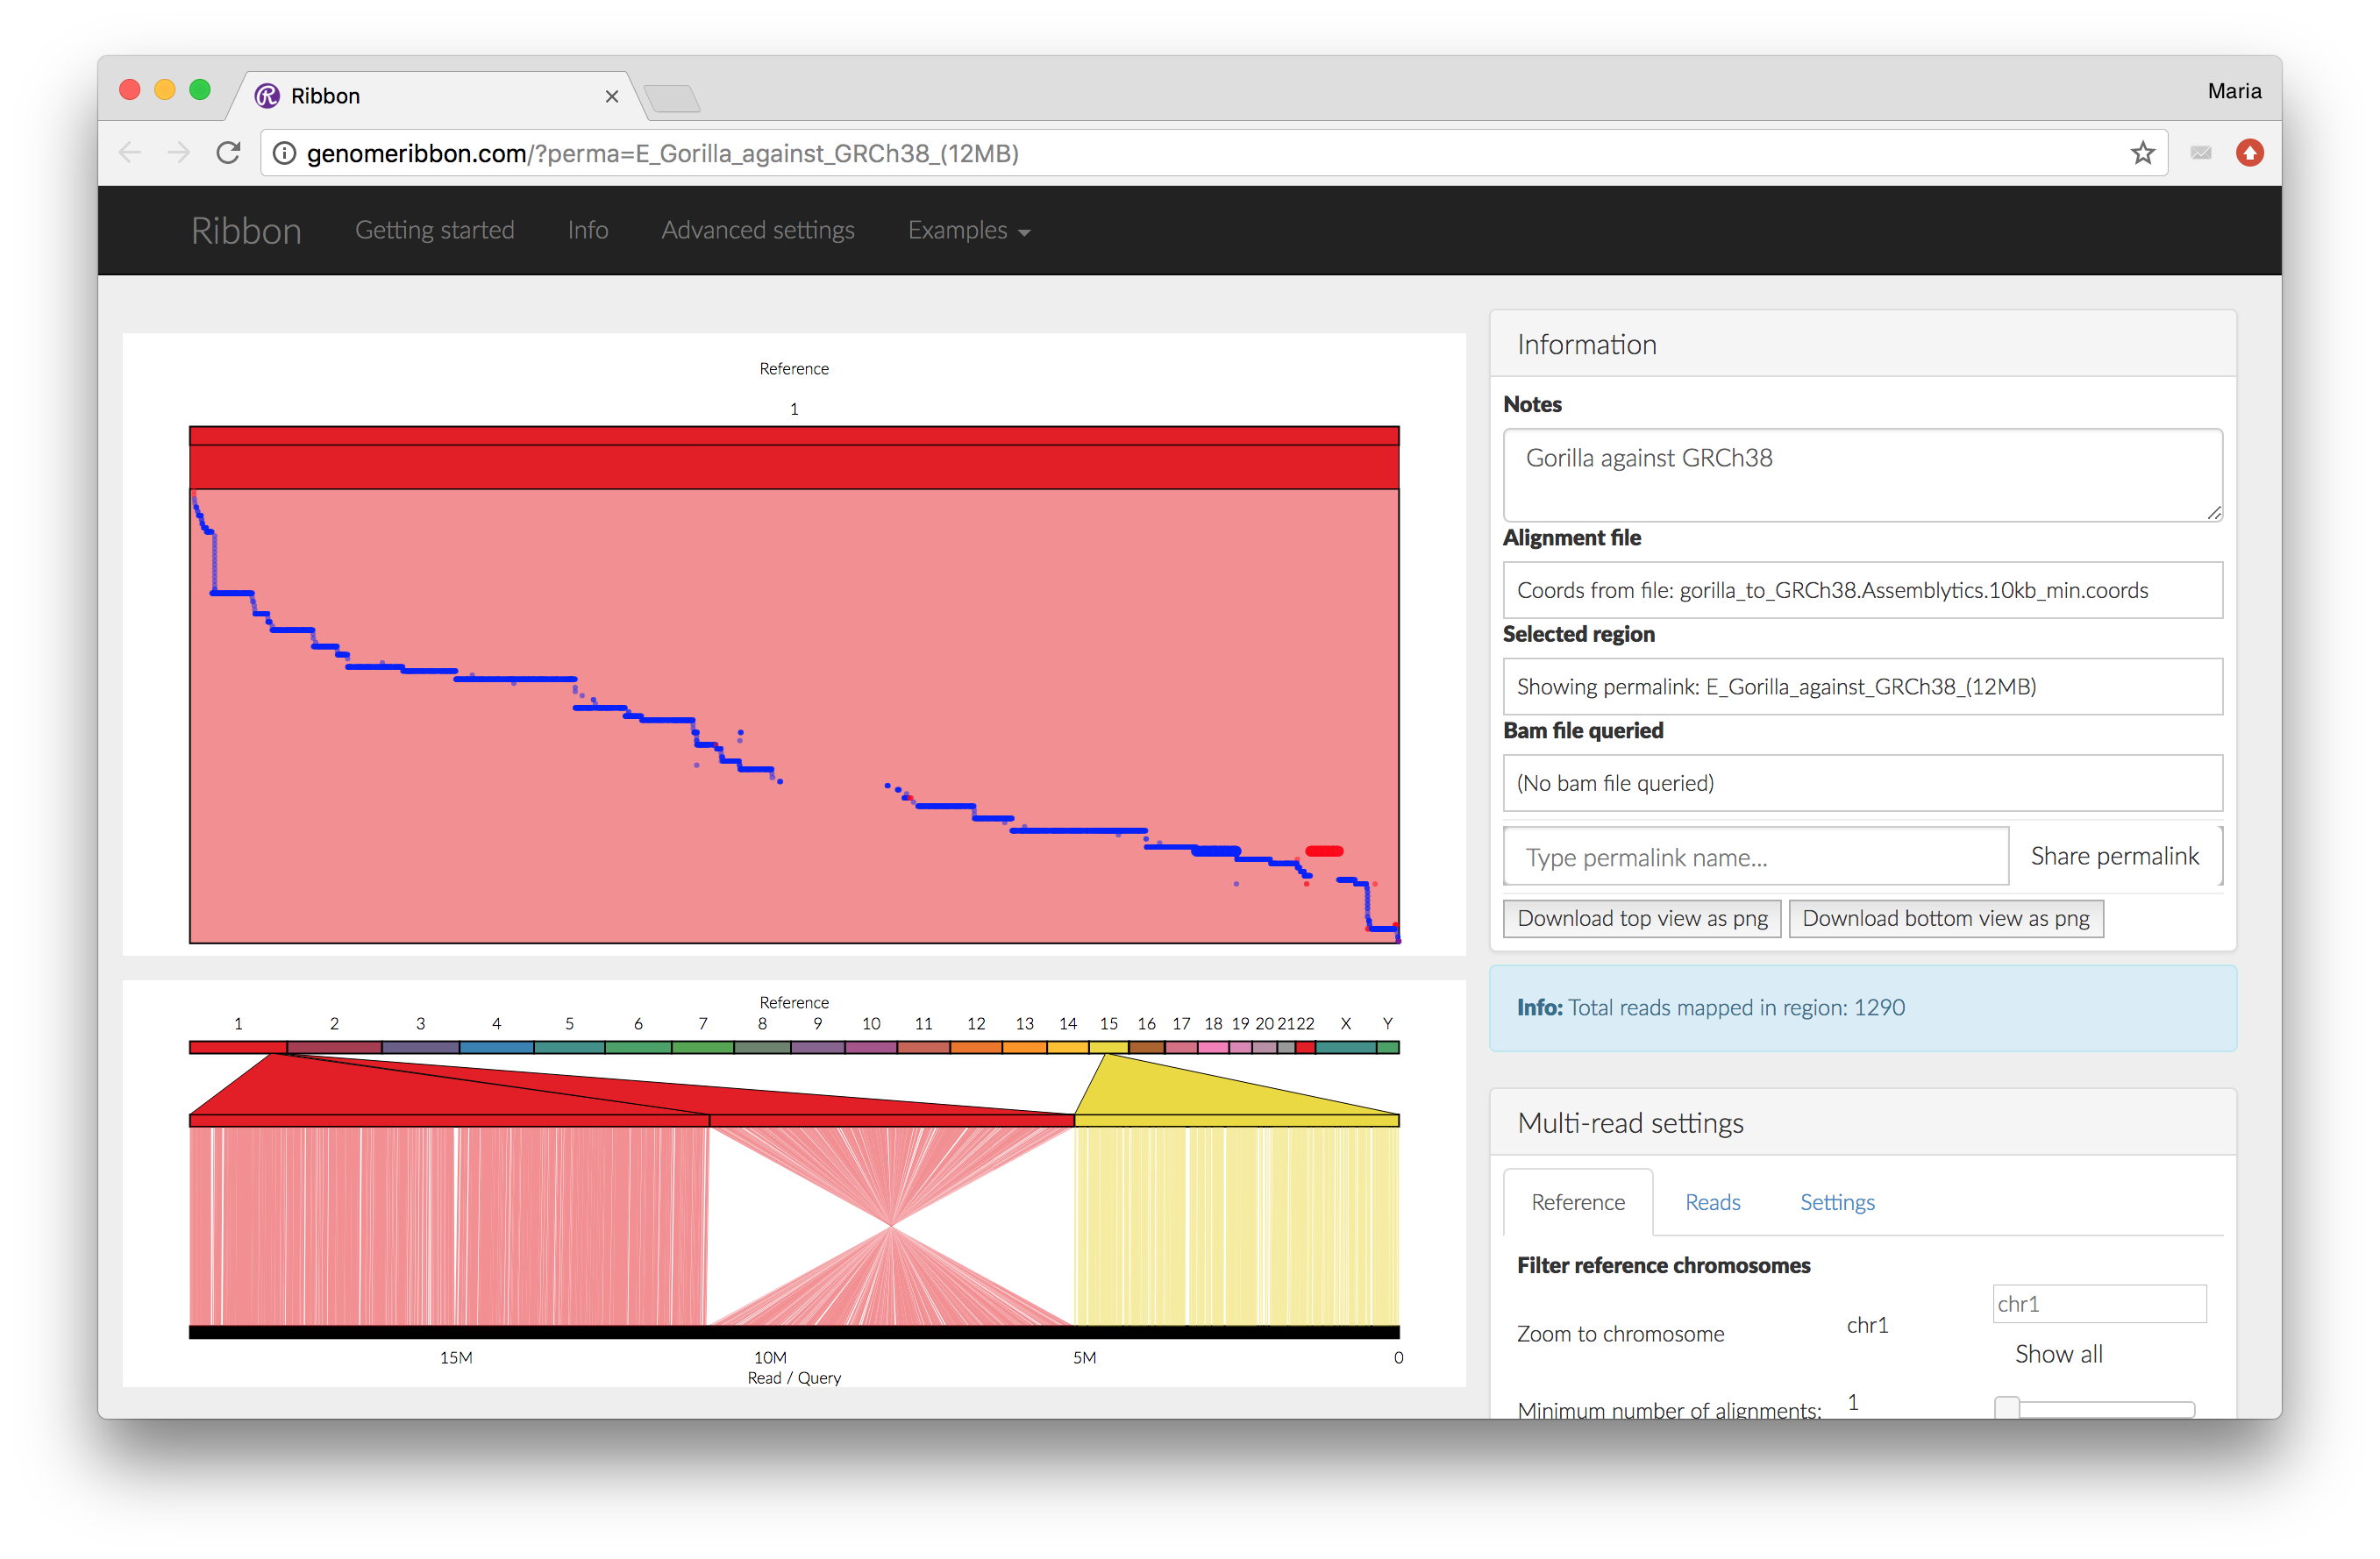 Ribbon
Maria
genomeribbon.com/?perma=E_Gorilla_against_GRCh38_(12MB)
Ribbon Getting started Info Advanced settings Examples
Reference
1
Reference
1 2 3 4 5 6 7 8 9 10 11 12 13 14 15 16 17 18 19 20 21 22 X Y
15M 10M 5M 0
Read / Query
Information
Notes
Gorilla against GRCh38
Alignment file
Coords from file: gorilla_to_GRCh38.Assemblytics.10kb_min.coords
Selected region
Showing permalink: E_Gorilla_against_GRCh38_(12MB)
Bam file queried
(No bam file queried)
Type permalink name... Share permalink
Download top view as png Download bottom view as png
Info: Total reads mapped in region: 1290
Multi-read settings
Reference Reads Settings
Filter reference chromosomes
Zoom to chromosome chr1 chr1
Show all
Minimum number of alignments: 1